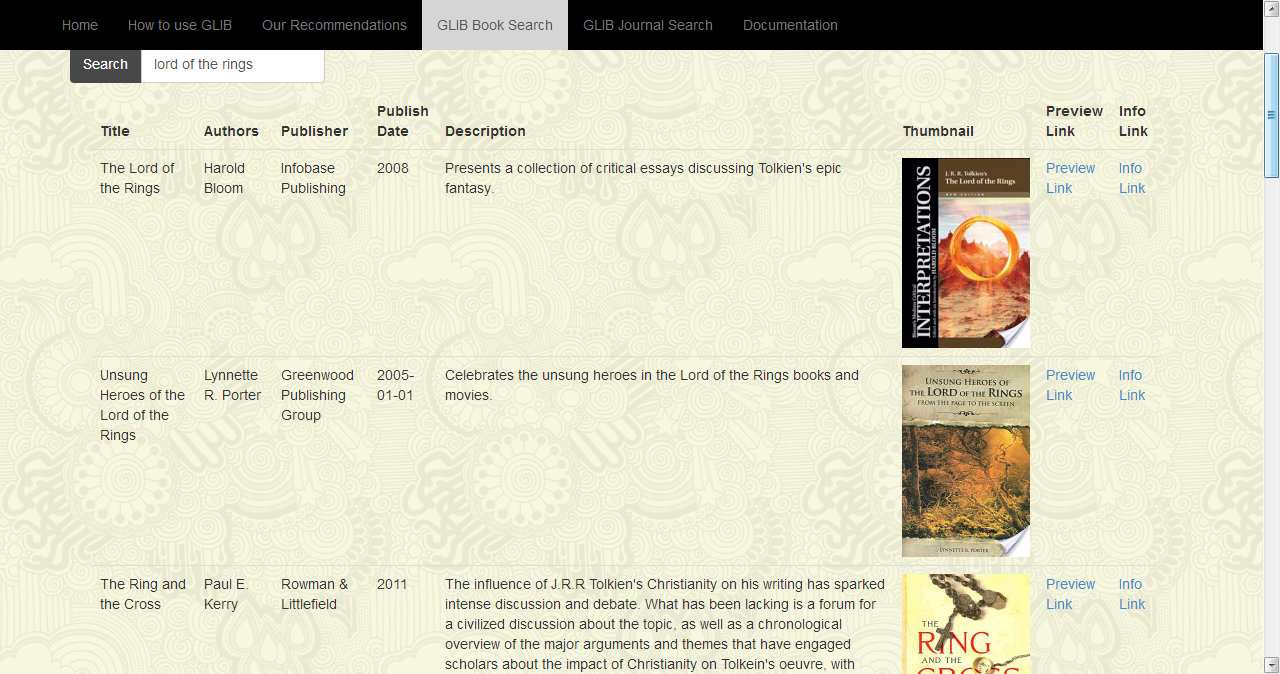 Home How to use GLIB Our Recommendations GLIB Book Search GLIB Journal Search Documentation
Search lord of the rings
Title Authors Publisher Publish Date Description Thumbnail Preview Link Info Link
The Lord of the Rings
Harold Bloom
Infobase Publishing
2008
Presents a collection of critical essays discussing Tolkien's epic
fantasy.
J. R. R. Tolkien's
The Lord of the Rings
NEW EDITION
INTERPRETATIONS
Preview Link
Info Link
Unsung
Heroes of the
Lord of the
Rings
Lynnette
R. Porter
Greenwood
Publishing
Group
2005-
01-01
Celebrates the unsung heroes in the Lord of the Rings books and
movies.
UNSUNG HEROES OF
THE LORD OF THE RINGS
FROM THE PAGE TO THE SCREEN
LYNNETTE R. PORTER
Preview Link
Info Link
The Ring and
the Cross
Paul E.
Kerry
Rowman &
Littlefield
2011
The influence of J.R.R Tolkien's Christianity on his writing has sparked
intense discussion and debate. What has been lacking is a forum for
a civilized discussion about the topic, as well as a chronological
overview of the major arguments and themes that have engaged
scholars about the impact of Christianity on Tolkein's oeuvre, with
THE
RING
AND THE
CROSS
Preview Link
Info Link